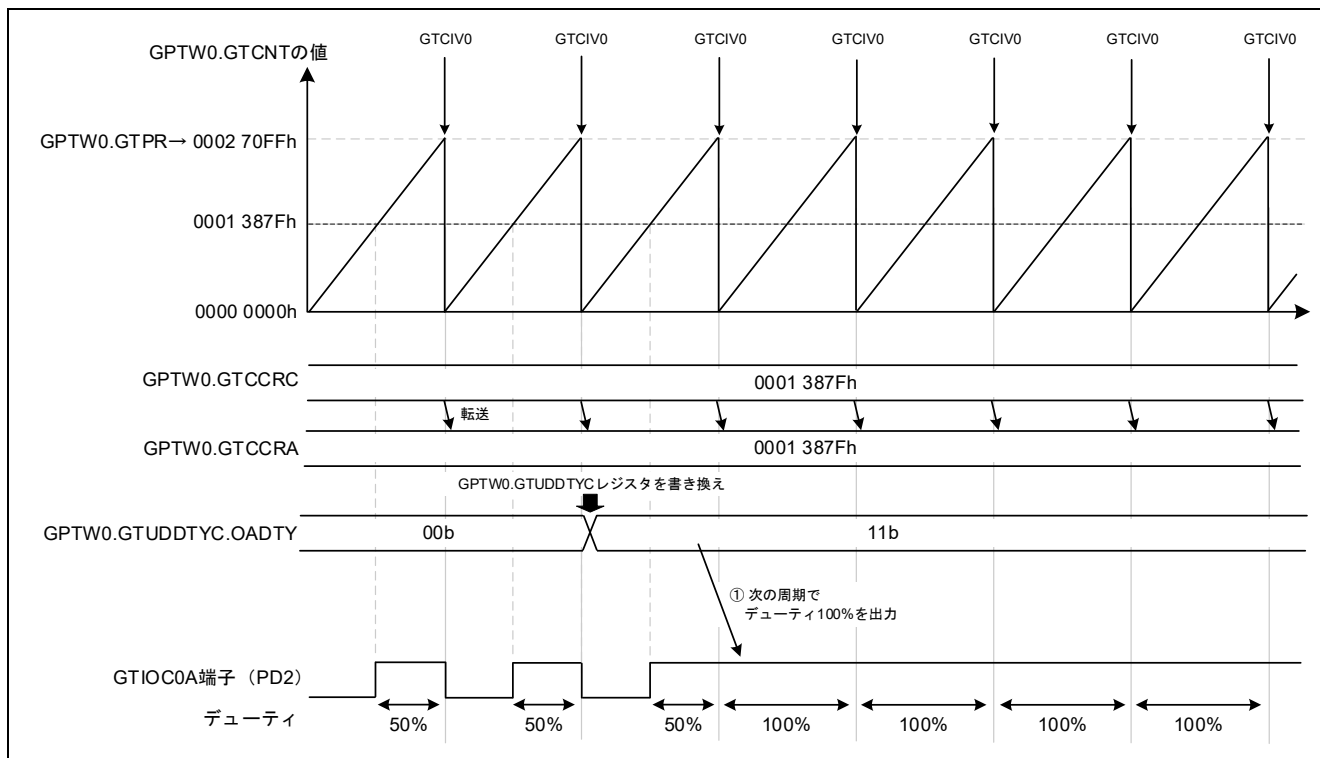 GTCIV0 GTCIV0 GTCIV0 GTCIV0 GTCIV0 GTCIV0 GTCIV0
GPTW0.GTCNTの値
GPTW0.GTPR→ 0002 70FFh
0001 387Fh
0000 0000h
GPTW0.GTCCRC
0001 387Fh
転送
GPTW0.GTCCRA
0001 387Fh
GPTW0.GTUDDTYCレジスタを書き換え
GPTW0.GTUDDTYC.OADTY
00b
11b
① 次の周期で
デューティ100%を出力
GTIOC0A端子（PD2）
デューティ
50% 50% 50% 100% 100% 100% 100%